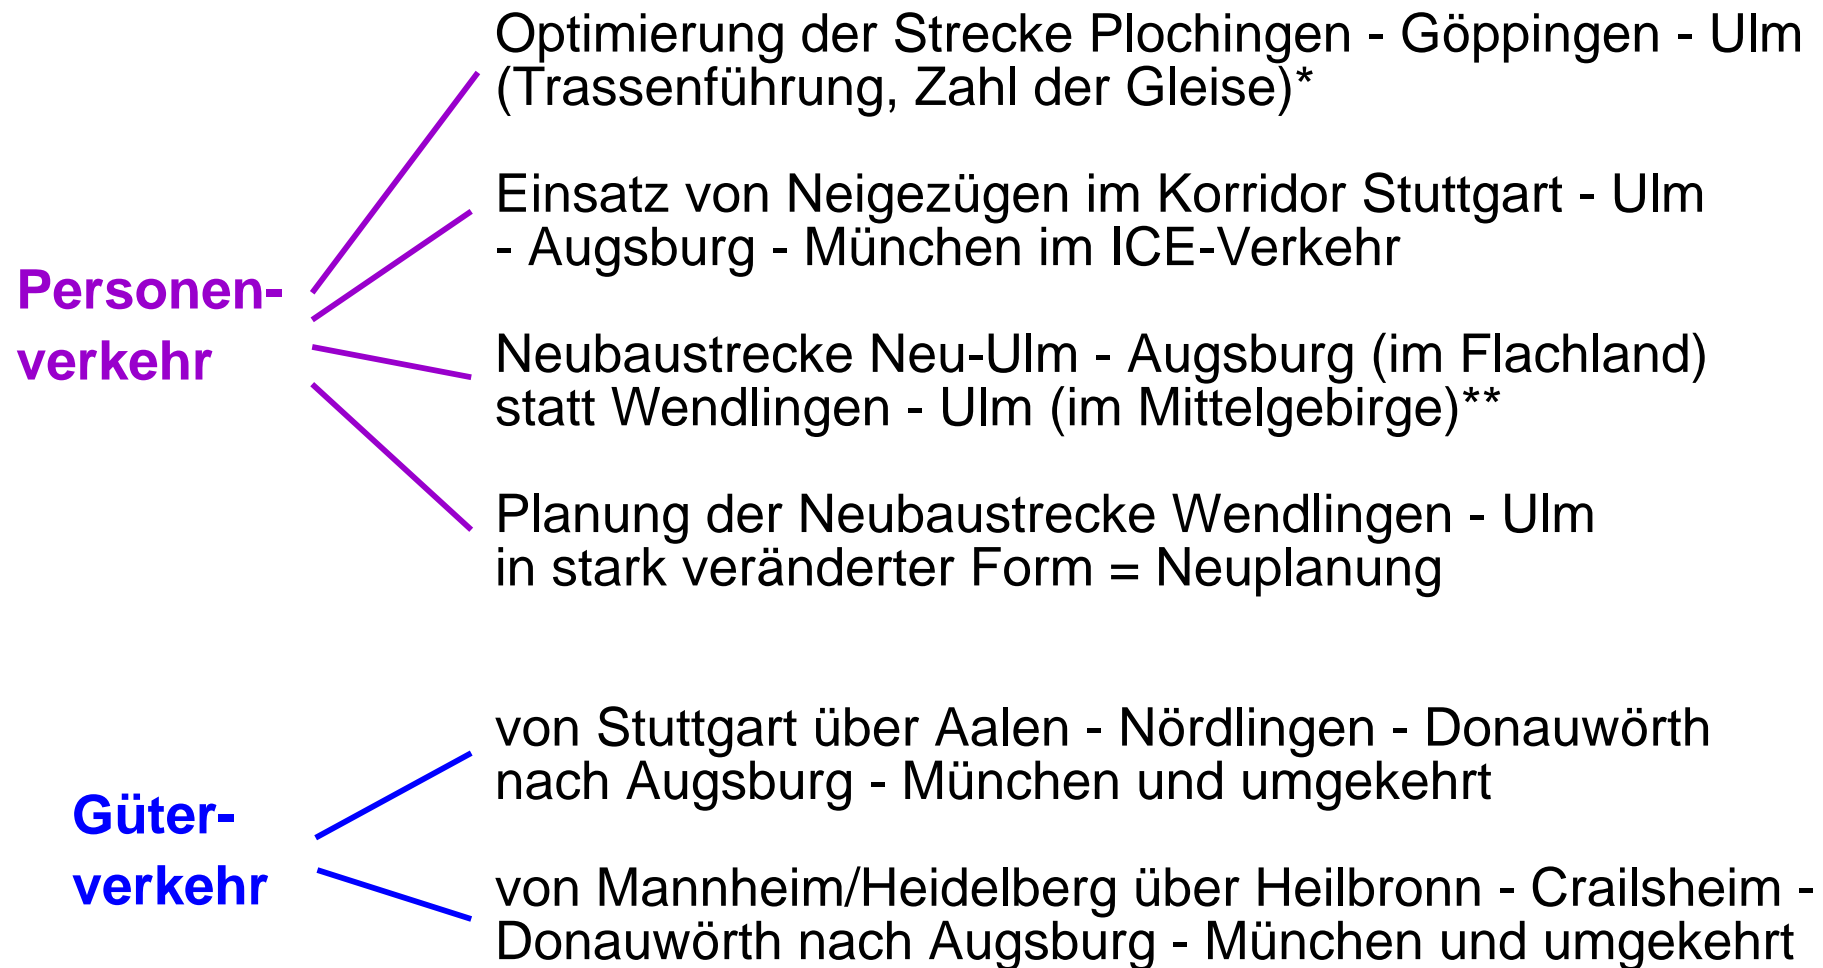 Optimierung der Strecke Plochingen - Göppingen - Ulm
(Trassenführung, Zahl der Gleise)*
Einsatz von Neigezügen im Korridor Stuttgart - Ulm
- Augsburg - München im ICE-Verkehr
Personen-
verkehr
Neubaustrecke Neu-Ulm - Augsburg (im Flachland)
statt Wendlingen - Ulm (im Mittelgebirge)**
Planung der Neubaustrecke Wendlingen - Ulm
in stark veränderter Form = Neuplanung
von Stuttgart über Aalen - Nördlingen - Donauwörth
nach Augsburg - München und umgekehrt
Güter-
verkehr
von Mannheim/Heidelberg über Heilbronn - Crailsheim -
Donauwörth nach Augsburg - München und umgekehrt